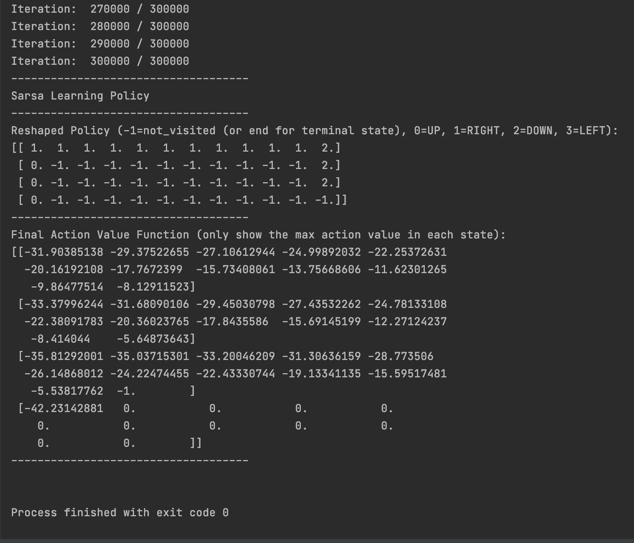 Iteration:  270000 / 300000
Iteration:  280000 / 300000
Iteration:  290000 / 300000
Iteration:  300000 / 300000
------------------------------------
Sarsa Learning Policy
------------------------------------
Reshaped Policy (-1=not_visited (or end for terminal state), 0=UP, 1=RIGHT, 2=DOWN, 3=LEFT):
[[ 1.  1.  1.  1.  1.  1.  1.  1.  1.  1.  1.  2.]
 [ 0. -1. -1. -1. -1. -1. -1. -1. -1. -1. -1.  2.]
 [ 0. -1. -1. -1. -1. -1. -1. -1. -1. -1. -1.  2.]
 [ 0. -1. -1. -1. -1. -1. -1. -1. -1. -1. -1. -1.]]
------------------------------------
Final Action Value Function (only show the max action value in each state):
[[-31.90385138 -29.37522655 -27.10612944 -24.99892032 -22.25372631
  -20.16192108 -17.7672399  -15.73408061 -13.75668606 -11.62301265
   -9.86477514  -8.12911523]
 [-33.37996244 -31.68090106 -29.45030798 -27.43532262 -24.78133108
  -22.38091783 -20.36023765 -17.8435586  -15.69145199 -12.27124237
   -8.414044    -5.64873643]
 [-35.81292001 -35.03715301 -33.20046209 -31.30636159 -28.773506
  -26.14868012 -24.22474455 -22.43330744 -19.13341135 -15.59517481
   -5.53817762  -1.        ]
 [-42.23142881   0.           0.           0.           0.
    0.           0.           0.           0.           0.
    0.           0.        ]]
------------------------------------
Process finished with exit code 0